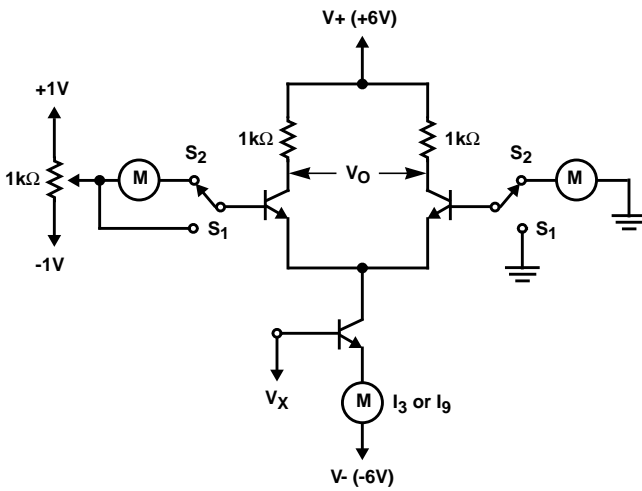 V+ (+6V)
+1V
1kΩ
1kΩ
1kΩ
VO
S2
S2
M
M
S1
S1
-1V
VX
M
I3 or I9
V- (-6V)